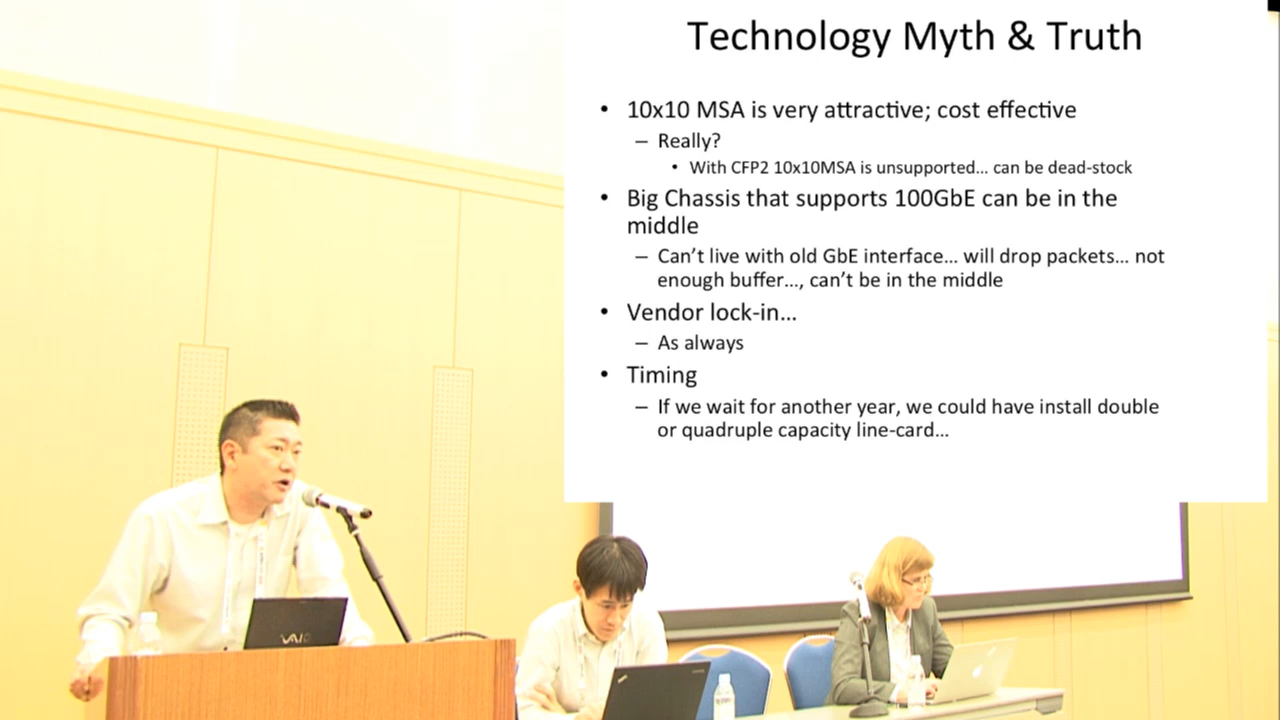 Technology Myth & Truth
• 10x10 MSA is very attractive; cost effective
– Really?
• With CFP2 10x10MSA is unsupported... can be dead-stock
• Big Chassis that supports 100GbE can be in the
middle
– Can't live with old GbE interface... will drop packets... not
enough buffer..., can't be in the middle
• Vendor lock-in...
– As always
• Timing
– If we wait for another year, we could have install double
or quadruple capacity line-card...
VAIO